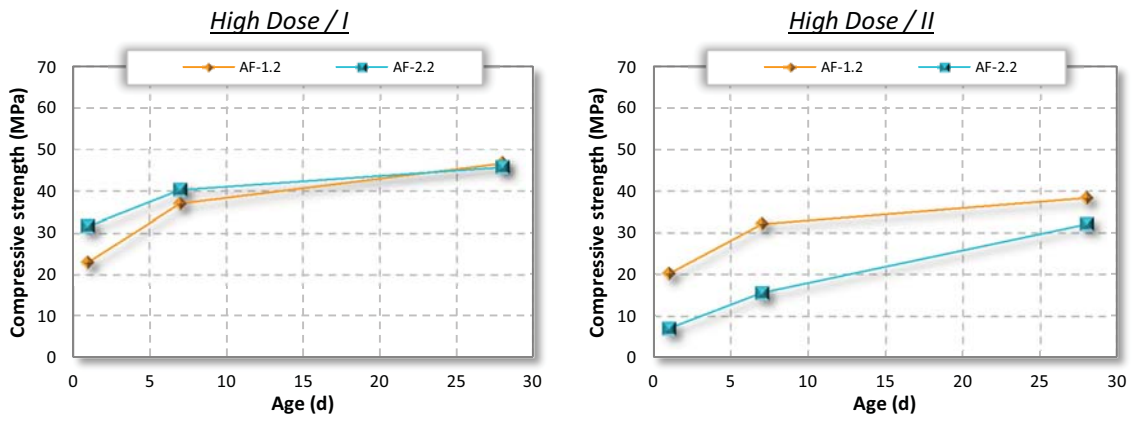 High Dose / I
AF-1.2 AF-2.2
Compressive strength (MPa)
70
60
50
40
30
20
10
0
0 5 10 15 20 25 30
Age (d)
High Dose / II
AF-1.2 AF-2.2
Compressive strength (MPa)
70
60
50
40
30
20
10
0
0 5 10 15 20 25 30
Age (d)